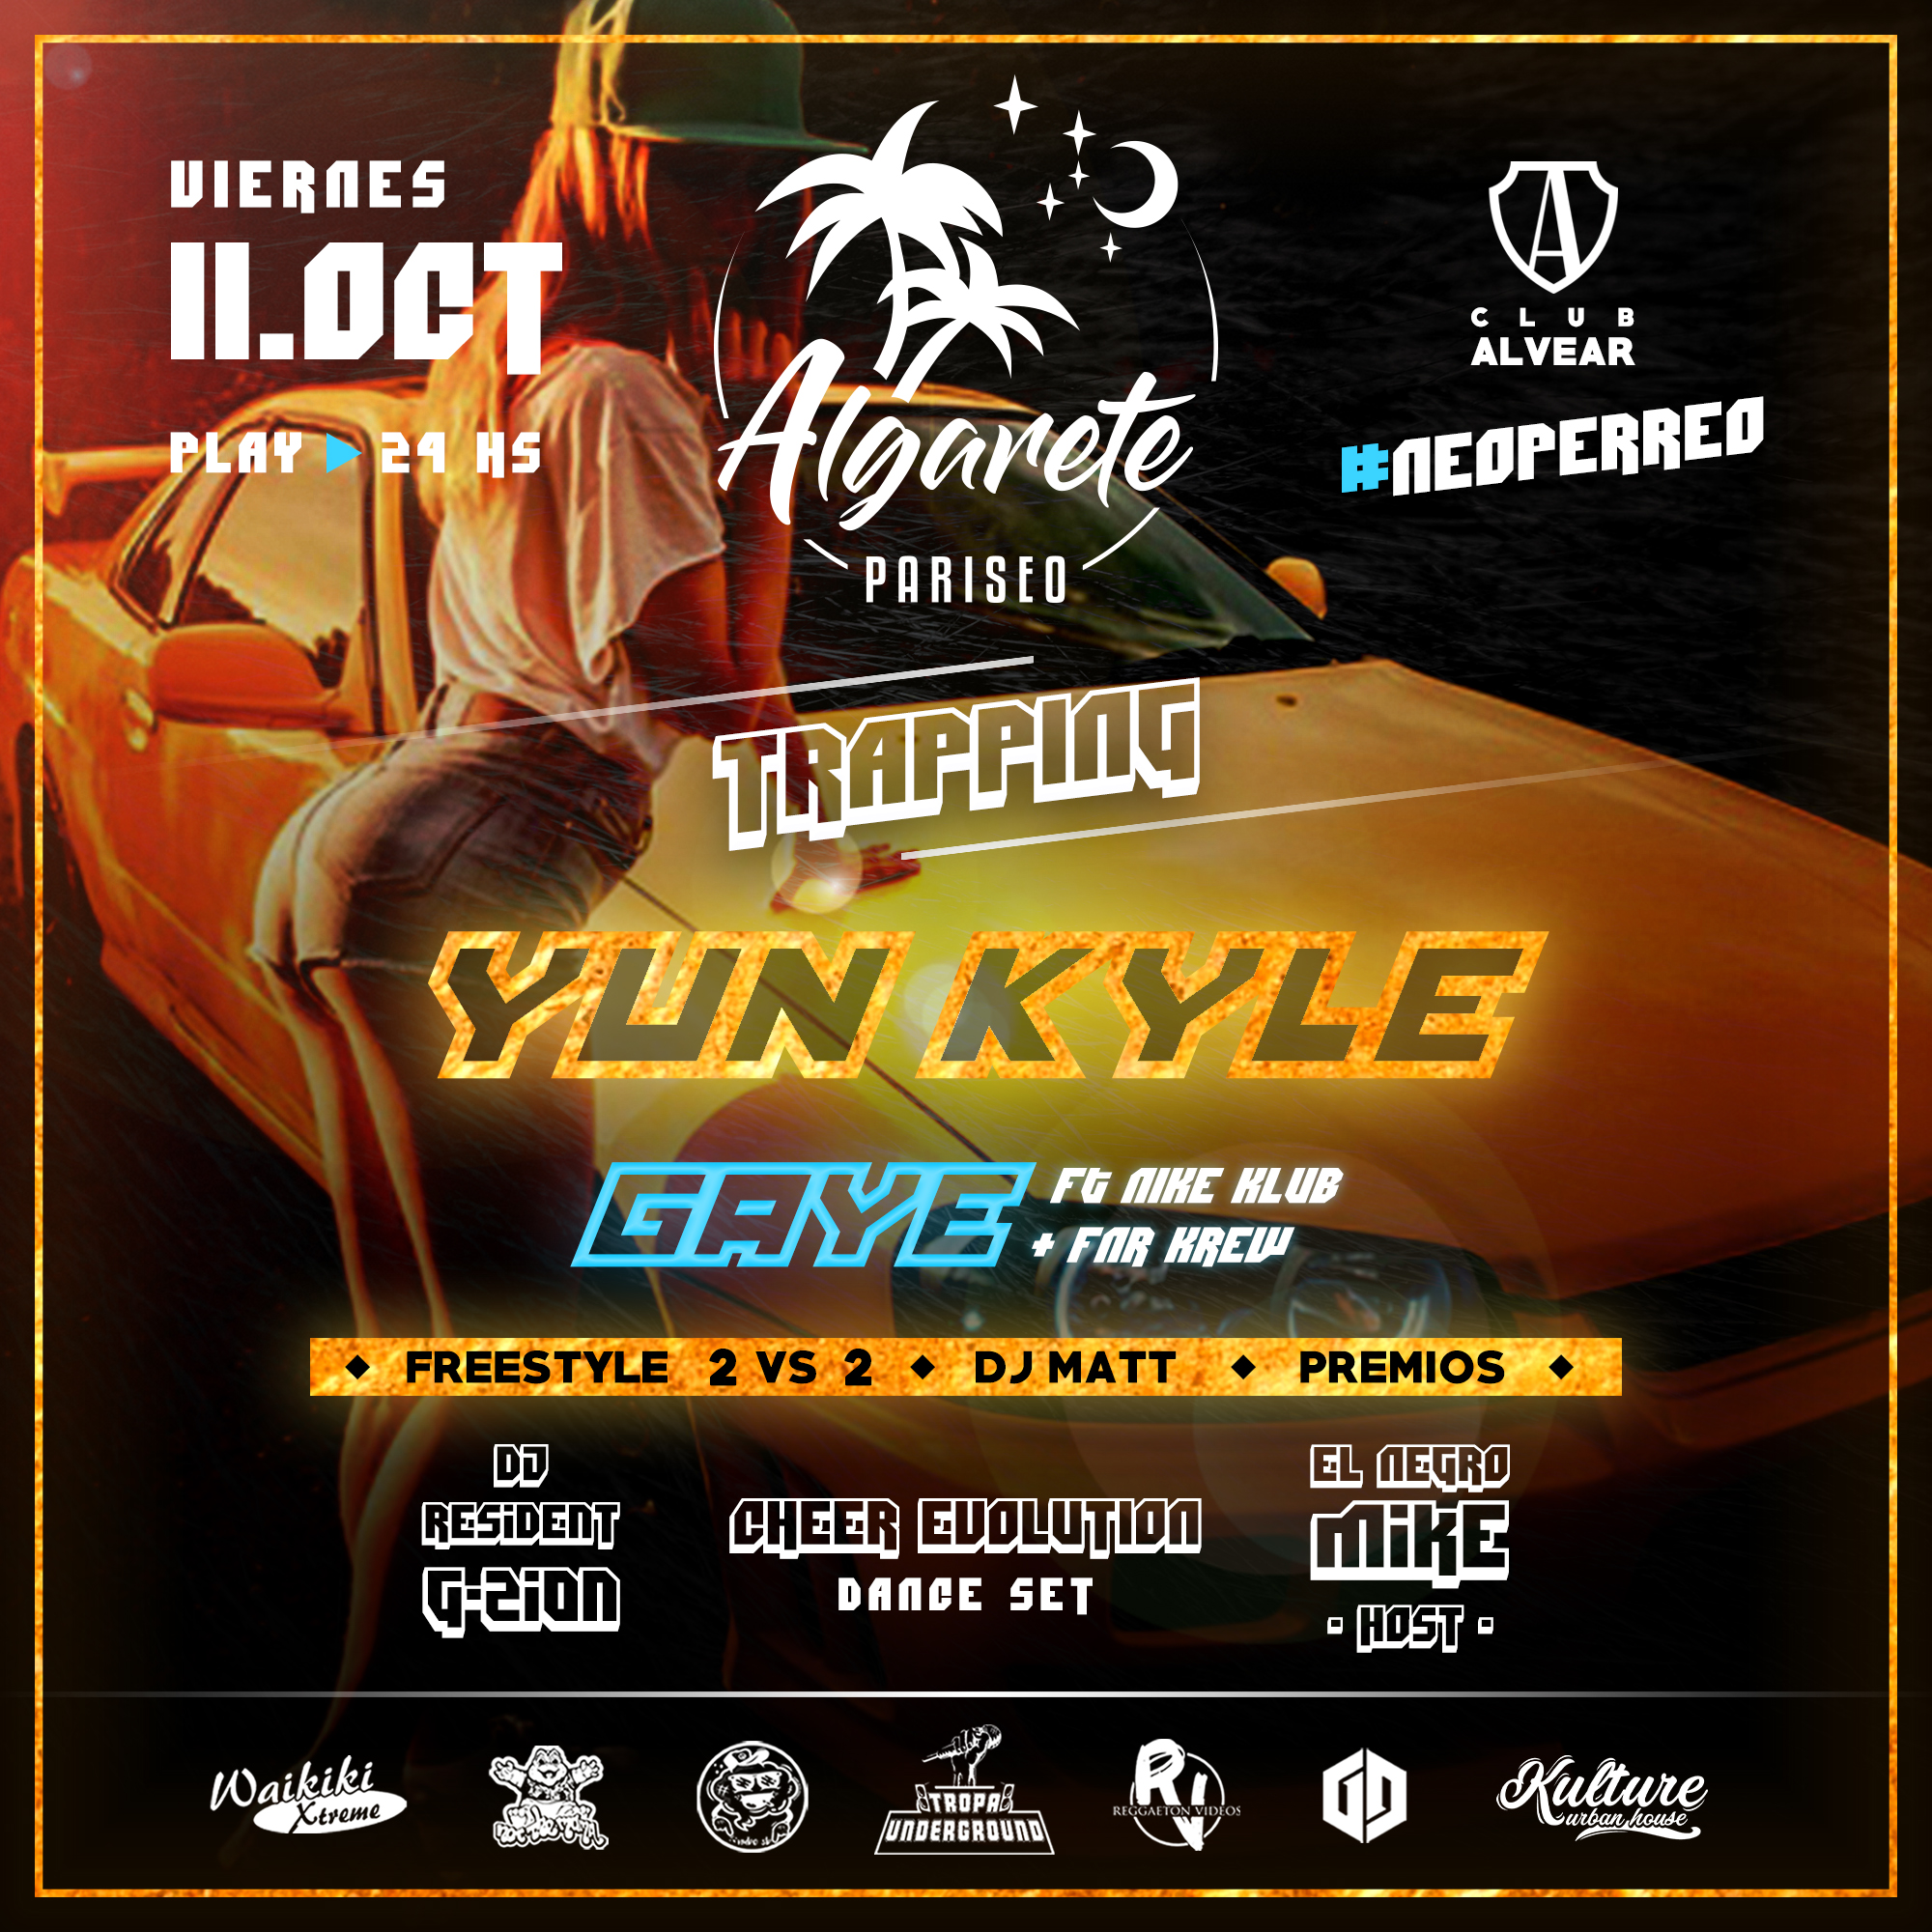 VIERNES
11.OCT
PLAY 24 HS
Algarete
PARISEO
A
CLUB
ALVEAR
#NEOPERREO
TRAPPING
YUN KYLE
GAYE
Ft NIKE KLUB
+ FNR KREW
FREESTYLE 2 VS 2 DJ MATT PREMIOS
DJ
RESiDENT
G-ZiON
CHEER EVOLUTION
DANCE SET
EL NEGRO
MiKE
HOST
Waikiki
Xtreme
TROPA
UNDERGROUND
RV
REGGAETON VIDEOS
Kulture
urban house